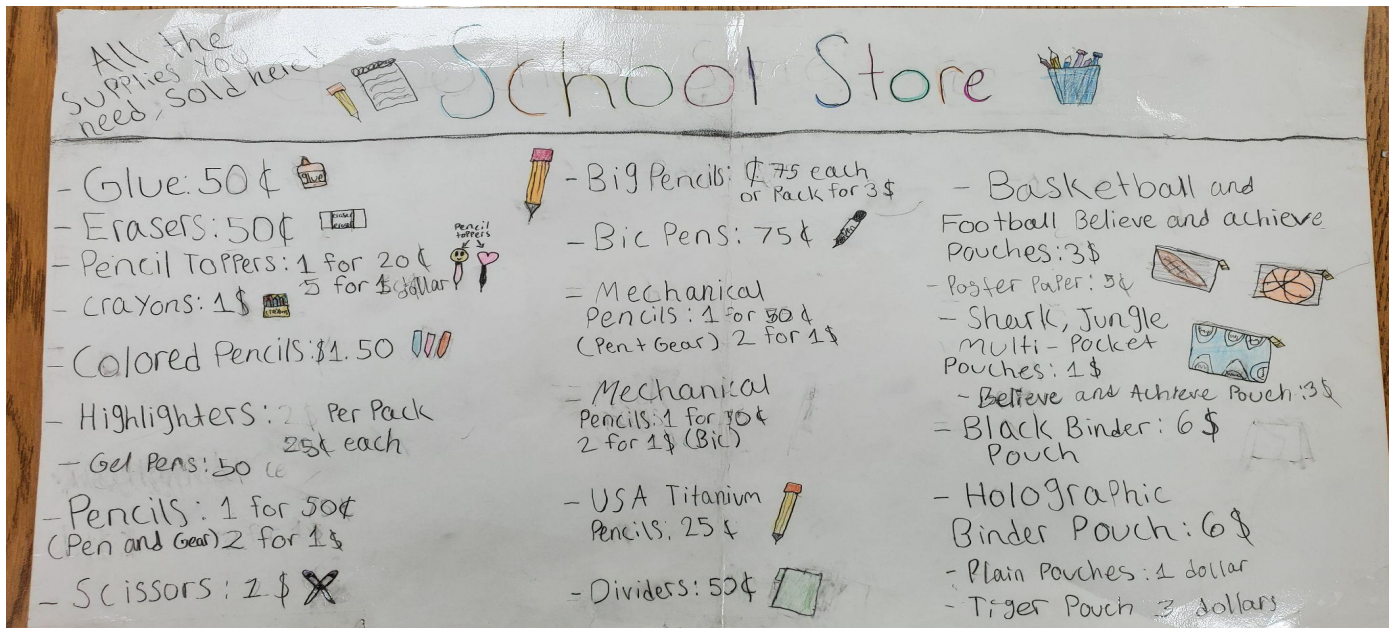 All the
supplies you
need, sold here!
School Store
- Glue: 50¢
glue
- Erasers: 50¢
eraser
- Pencil Toppers: 1 for 20¢
5 for 1 dollar
Pencil
toppers
- Crayons: 1$
crayons
- Colored Pencils: $1.50
- Highlighters: 2$ Per Pack
25¢ each
- Gel Pens: 50
- Pencils: 1 for 50¢
(Pen and Gear) 2 for 1$
- Scissors: 1$
- Big Pencils: ¢75 each
or Pack for 3$
- Bic Pens: 75¢
- Mechanical
Pencils: 1 for 50¢
(Pen + Gear) 2 for 1$
- Mechanical
Pencils: 1 for 50¢
2 for 1$ (Bic)
- USA Titanium
Pencils: 25¢
- Dividers: 50¢
- Basketball and
Football Believe and achieve
Pouches: 3$
- Poster Paper: 5¢
- Shark, Jungle
Multi-Pocket
Pouches: 1$
- Believe and Achieve Pouch: 3$
- Black Binder: 6$
Pouch
- Holographic
Binder Pouch: 6$
- Plain Pouches: 1 dollar
- Tiger Pouch 3 dollars